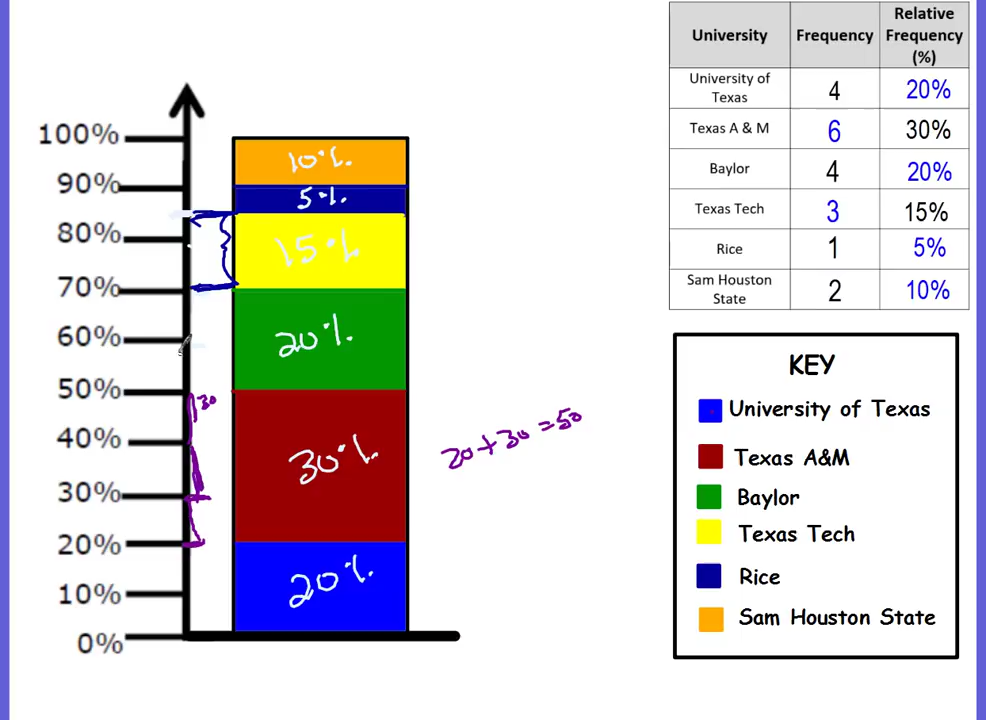 University Frequency Relative Frequency (%)
University of Texas 4 20%
Texas A & M 6 30%
Baylor 4 20%
Texas Tech 3 15%
Rice 1 5%
Sam Houston State 2 10%
100%
90%
80%
70%
60%
50%
40%
30%
20%
10%
0%
10%
5%
15%
20%
30%
20%
30
20+30=50
KEY
University of Texas
Texas A&M
Baylor
Texas Tech
Rice
Sam Houston State